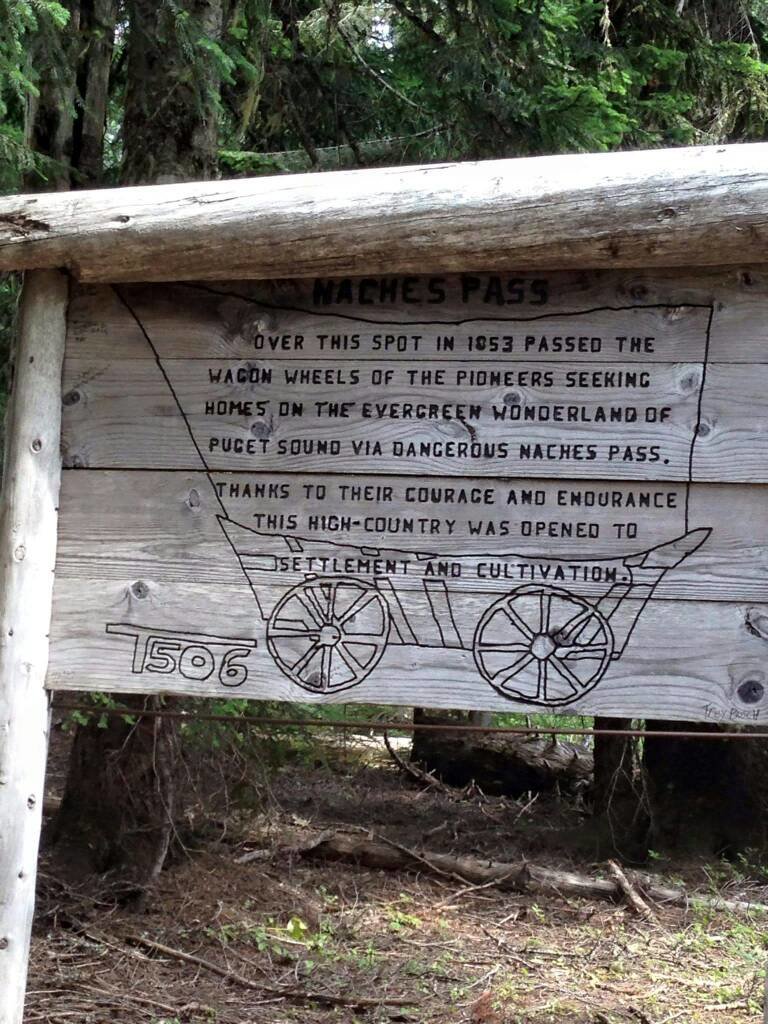 NACHES PASS
OVER THIS SPOT IN 1853 PASSED THE
WAGON WHEELS OF THE PIONEERS SEEKING
HOMES ON THE EVERGREEN WONDERLAND OF
PUGET SOUND VIA DANGEROUS NACHES PASS.
THANKS TO THEIR COURAGE AND ENDURANCE
THIS HIGH-COUNTRY WAS OPENED TO
SETTLEMENT AND CULTIVATION.
T506